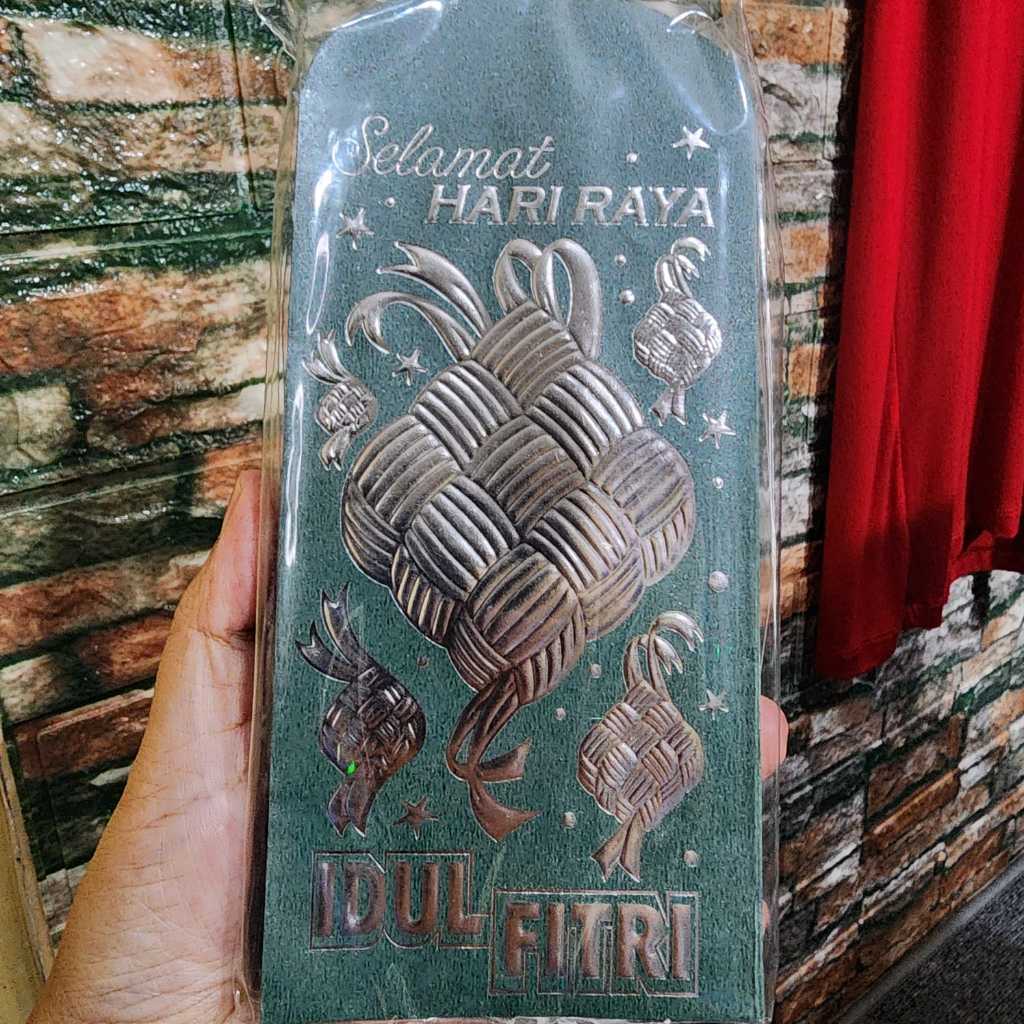 Selamat
HARI RAYA
IDUL
FITRI